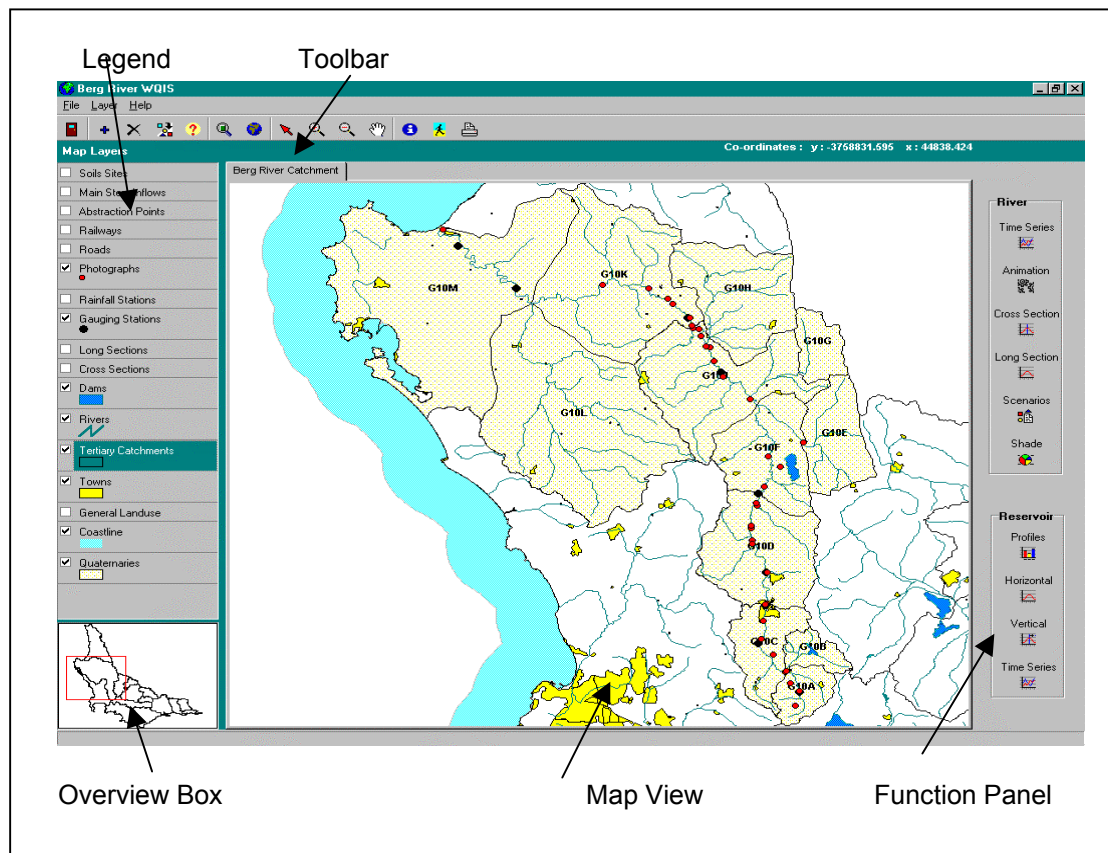 Legend
Toolbar
Berg River WQIS
File Layer Help
Map Layers
Co-ordinates : y : -3758831.595 x : 44838.424
Soils Sites
Main Stem Inflows
Abstraction Points
Railways
Roads
Photographs
Rainfall Stations
Gauging Stations
Long Sections
Cross Sections
Dams
Rivers
Tertiary Catchments
Towns
General Landuse
Coastline
Quaternaries
Berg River Catchment
G10M
G10K
G10H
G10G
G10L
G10E
G10F
G10D
G10C
G10B
G10A
River
Time Series
Animation
Cross Section
Long Section
Scenarios
Shade
Reservoir
Profiles
Horizontal
Vertical
Time Series
Overview Box
Map View
Function Panel